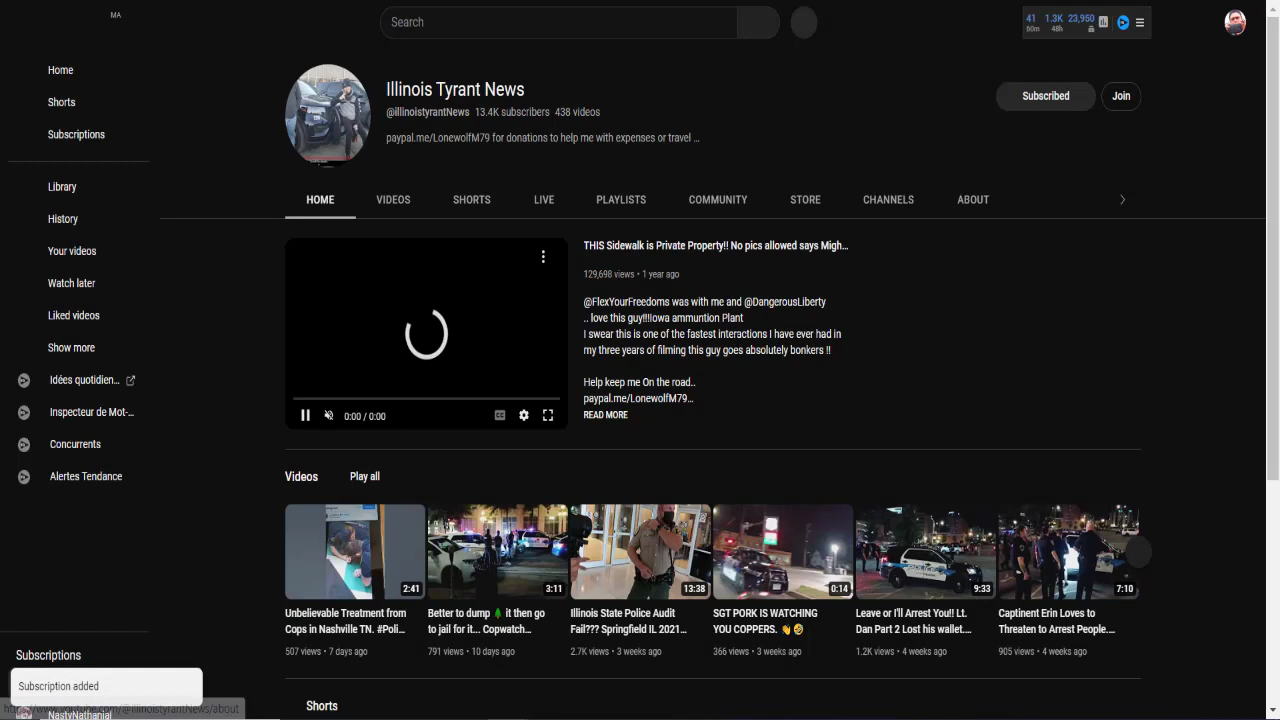 MA
Search
41 1.3K 23,950
60m 48h
Home
Shorts
Subscriptions
Library
History
Your videos
Watch later
Liked videos
Show more
Idées quotidien...
Inspecteur de Mot-...
Concurrents
Alertes Tendance
Subscriptions
Subscription added
https://www.youtube.com/@illinoistyrantNews/about
NastyNathanial
Illinois Tyrant News
@illinoistyrantNews 13.4K subscribers 438 videos
paypal.me/LonewolfM79 for donations to help me with expenses or travel ...
Subscribed
Join
HOME VIDEOS SHORTS LIVE PLAYLISTS COMMUNITY STORE CHANNELS ABOUT
0:00 / 0:00
THIS Sidewalk is Private Property!! No pics allowed says Migh...
129,698 views • 1 year ago
@FlexYourFreedoms was with me and @DangerousLiberty
.. love this guy!!!!Iowa ammuntion Plant
I swear this is one of the fastest interactions I have ever had in
my three years of filming this guy goes absolutely bonkers !!
Help keep me On the road..
paypal.me/LonewolfM79...
READ MORE
Videos Play all
2:41
Unbelievable Treatment from
Cops in Nashville TN. #Poli...
507 views • 7 days ago
3:11
Better to dump 🌲 it then go
to jail for it... Copwatch...
791 views • 10 days ago
13:38
Illinois State Police Audit
Fail??? Springfield IL 2021...
2.7K views • 3 weeks ago
0:14
SGT PORK IS WATCHING
YOU COPPERS. 👏🤣
366 views • 3 weeks ago
9:33
Leave or I'll Arrest You!! Lt.
Dan Part 2 Lost his wallet....
1.2K views • 4 weeks ago
7:10
Captinent Erin Loves to
Threaten to Arrest People....
905 views • 4 weeks ago
Shorts